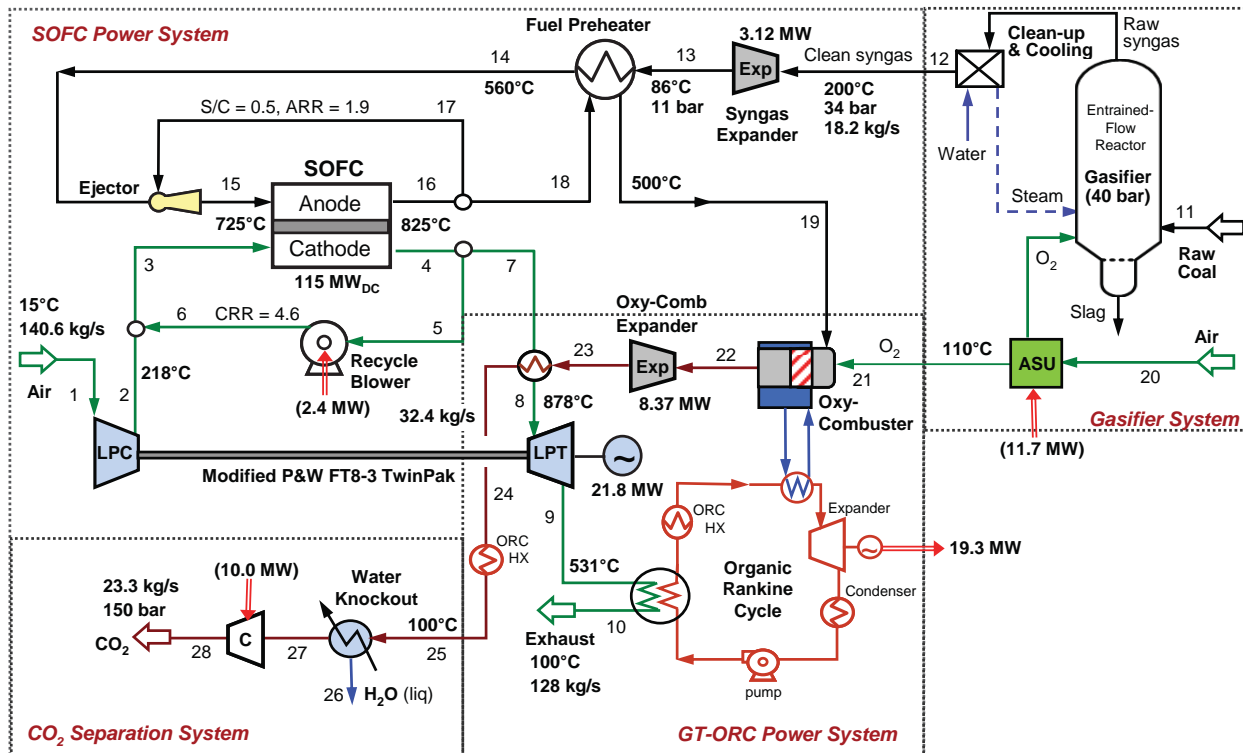 SOFC Power System
Fuel Preheater
3.12 MW
Exp
Syngas
Expander
13
86°C
11 bar
Clean syngas
200°C
34 bar
18.2 kg/s
12
Clean-up
& Cooling
Raw
syngas
Water
Steam
Entrained-
Flow
Reactor
Gasifier
(40 bar)
11
Raw
Coal
O2
Slag
14
560°C
S/C = 0.5, ARR = 1.9
17
Ejector
15
725°C
SOFC
Anode
Cathode
115 MWDC
16
825°C
18
500°C
19
3
4
7
15°C
140.6 kg/s
Air
1
2
218°C
6
CRR = 4.6
5
Recycle
Blower
(2.4 MW)
32.4 kg/s
Oxy-Comb
Expander
23
Exp
8.37 MW
22
Oxy-
Combuster
O2
21
110°C
ASU
(11.7 MW)
Air
20
Gasifier System
8
878°C
LPC
LPT
~
21.8 MW
Modified P&W FT8-3 TwinPak
24
9
531°C
ORC
HX
ORC
HX
Expander
~
19.3 MW
Organic
Rankine
Cycle
Condenser
pump
10
Exhaust
100°C
128 kg/s
GT-ORC Power System
23.3 kg/s
150 bar
CO2
28
(10.0 MW)
C
27
Water
Knockout
26
H2O (liq)
100°C
25
CO2 Separation System